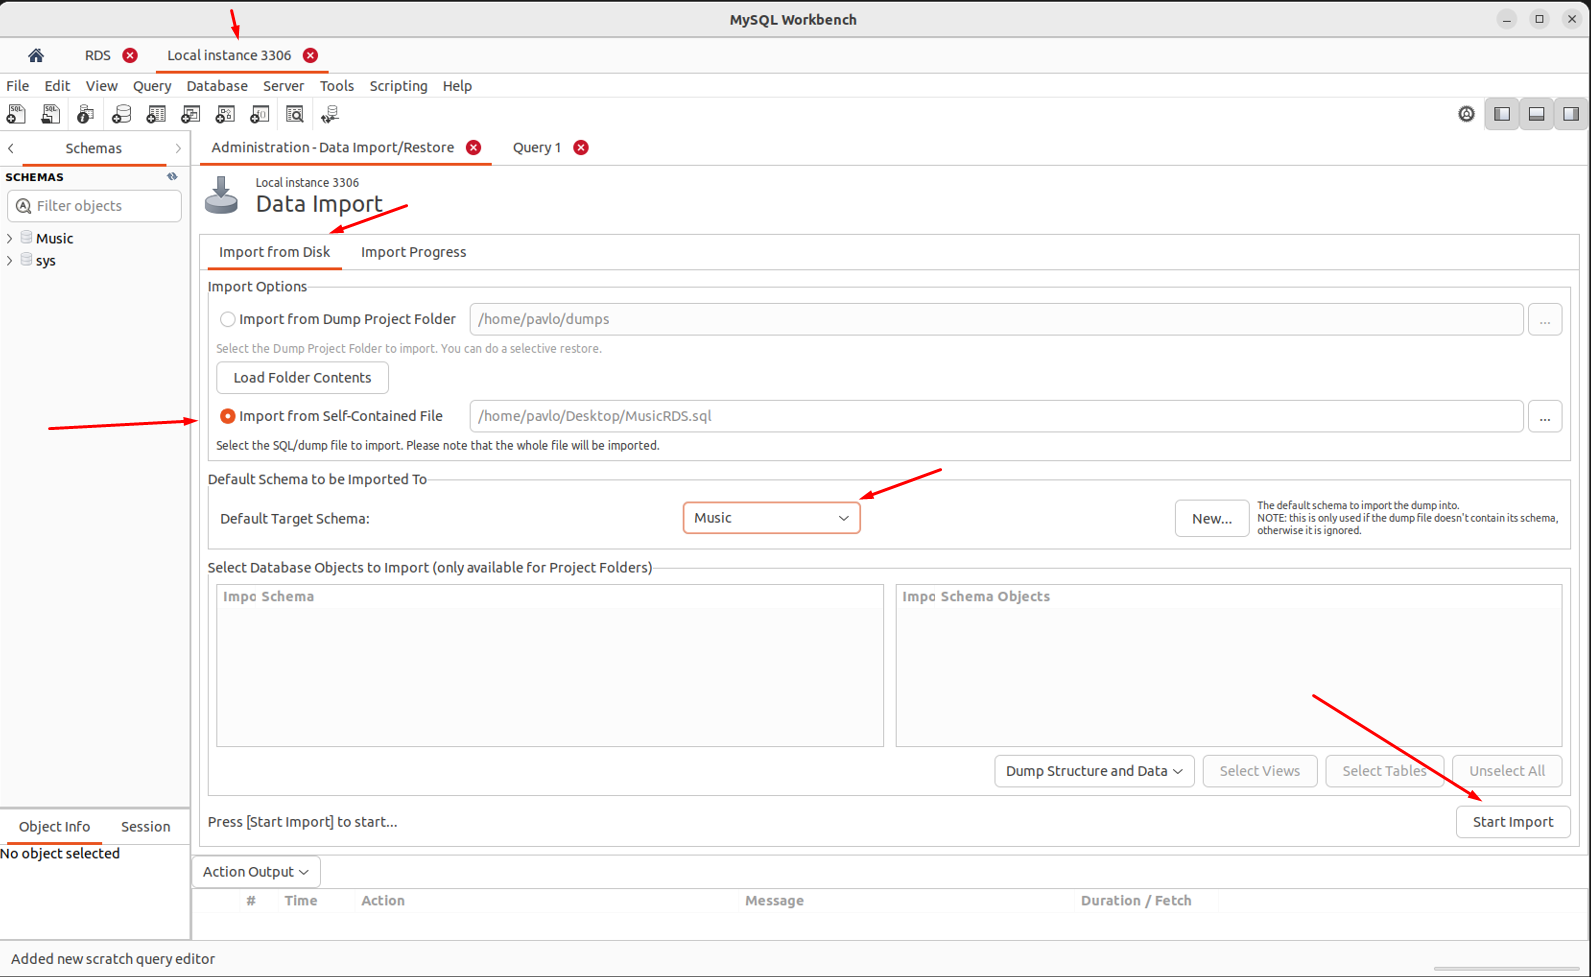 MySQL Workbench
RDS
Local instance 3306
File Edit View Query Database Server Tools Scripting Help
Schemas
Administration - Data Import/Restore
Query 1
SCHEMAS
Filter objects
Music
sys
Local instance 3306
Data Import
Import from Disk
Import Progress
Import Options
Import from Dump Project Folder
/home/pavlo/dumps
...
Select the Dump Project Folder to import. You can do a selective restore.
Load Folder Contents
Import from Self-Contained File
/home/pavlo/Desktop/MusicRDS.sql
...
Select the SQL/dump file to import. Please note that the whole file will be imported.
Default Schema to be Imported To
Default Target Schema:
Music
New...
The default schema to import the dump into.
NOTE: this is only used if the dump file doesn't contain its schema,
otherwise it is ignored.
Select Database Objects to Import (only available for Project Folders)
Impo Schema
Impo Schema Objects
Dump Structure and Data
Select Views
Select Tables
Unselect All
Press [Start Import] to start...
Start Import
Object Info
Session
No object selected
Action Output
# Time Action Message Duration / Fetch
Added new scratch query editor